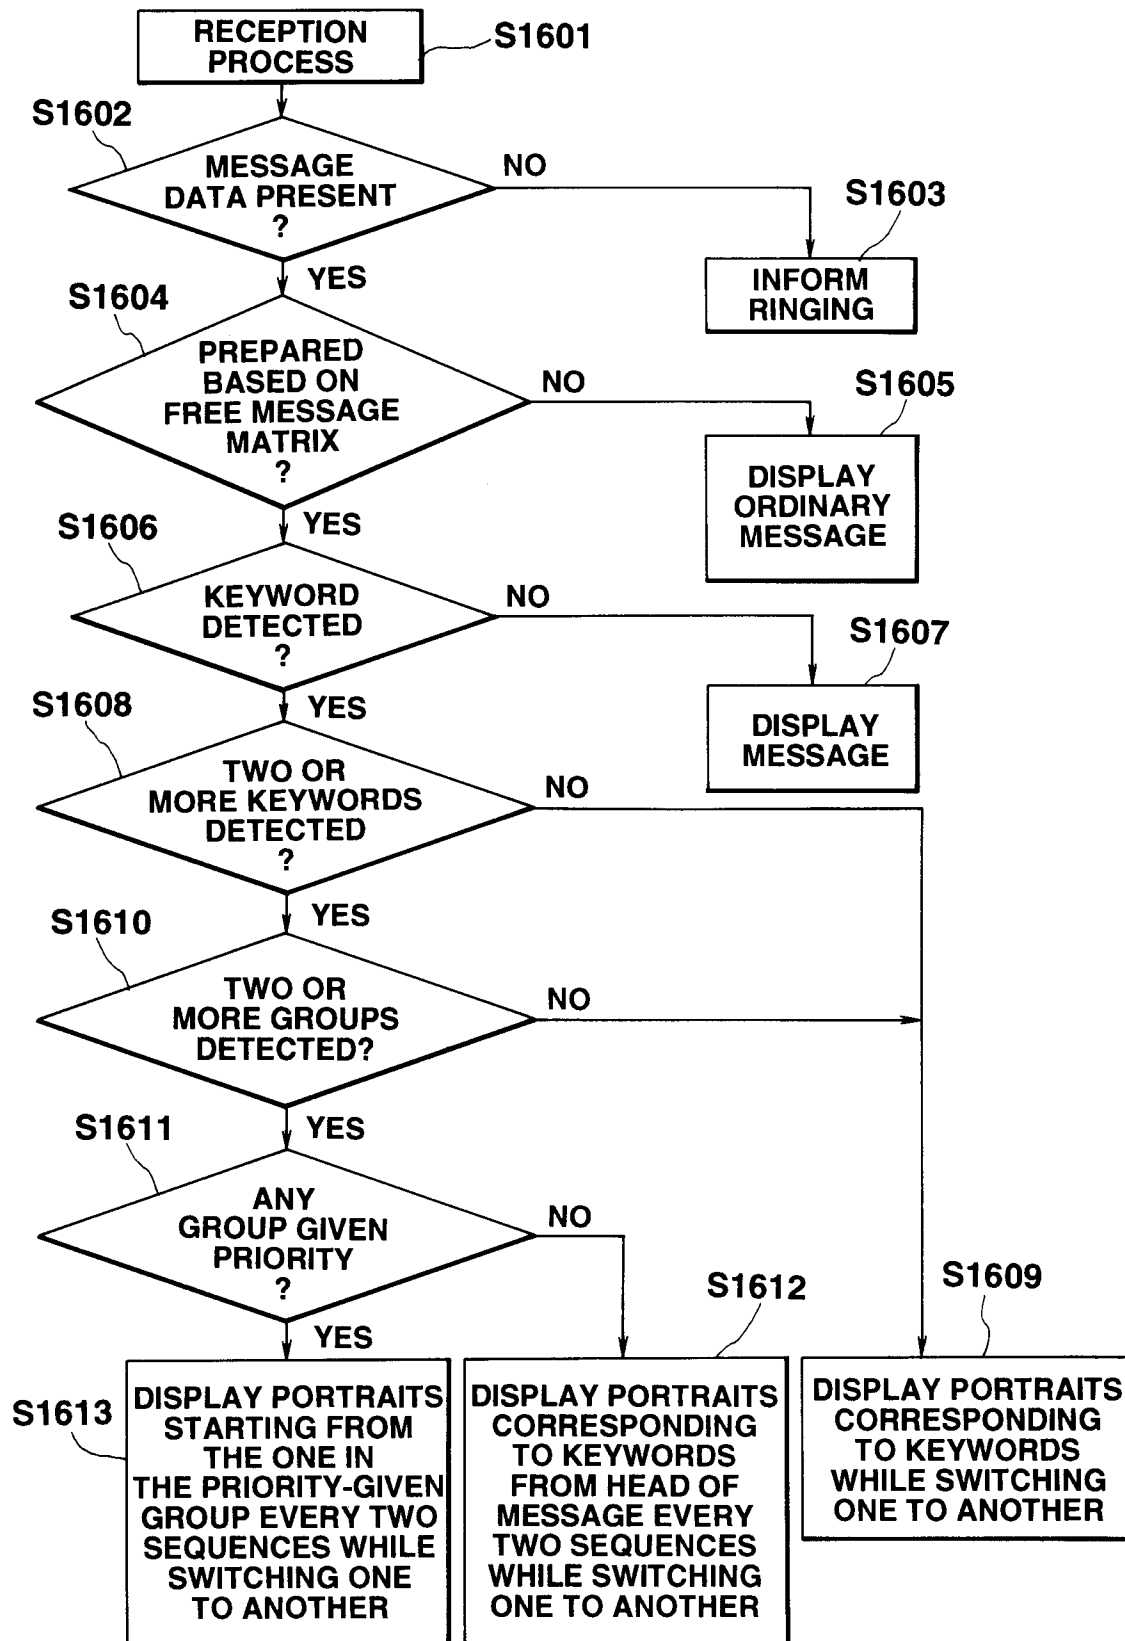 RECEPTION
PROCESS
S1601
S1602
MESSAGE
DATA PRESENT
?
NO
S1603
INFORM
RINGING
YES
S1604
PREPARED
BASED ON
FREE MESSAGE
MATRIX
?
NO
S1605
DISPLAY
ORDINARY
MESSAGE
YES
S1606
KEYWORD
DETECTED
?
NO
S1607
DISPLAY
MESSAGE
YES
S1608
TWO OR
MORE KEYWORDS
DETECTED
?
NO
YES
S1610
TWO OR
MORE GROUPS
DETECTED?
NO
YES
S1611
ANY
GROUP GIVEN
PRIORITY
?
NO
YES
S1613
DISPLAY PORTRAITS
STARTING FROM
THE ONE IN
THE PRIORITY-GIVEN
GROUP EVERY TWO
SEQUENCES WHILE
SWITCHING ONE
TO ANOTHER
S1612
DISPLAY PORTRAITS
CORRESPONDING
TO KEYWORDS
FROM HEAD OF
MESSAGE EVERY
TWO SEQUENCES
WHILE SWITCHING
ONE TO ANOTHER
S1609
DISPLAY PORTRAITS
CORRESPONDING
TO KEYWORDS
WHILE SWITCHING
ONE TO ANOTHER